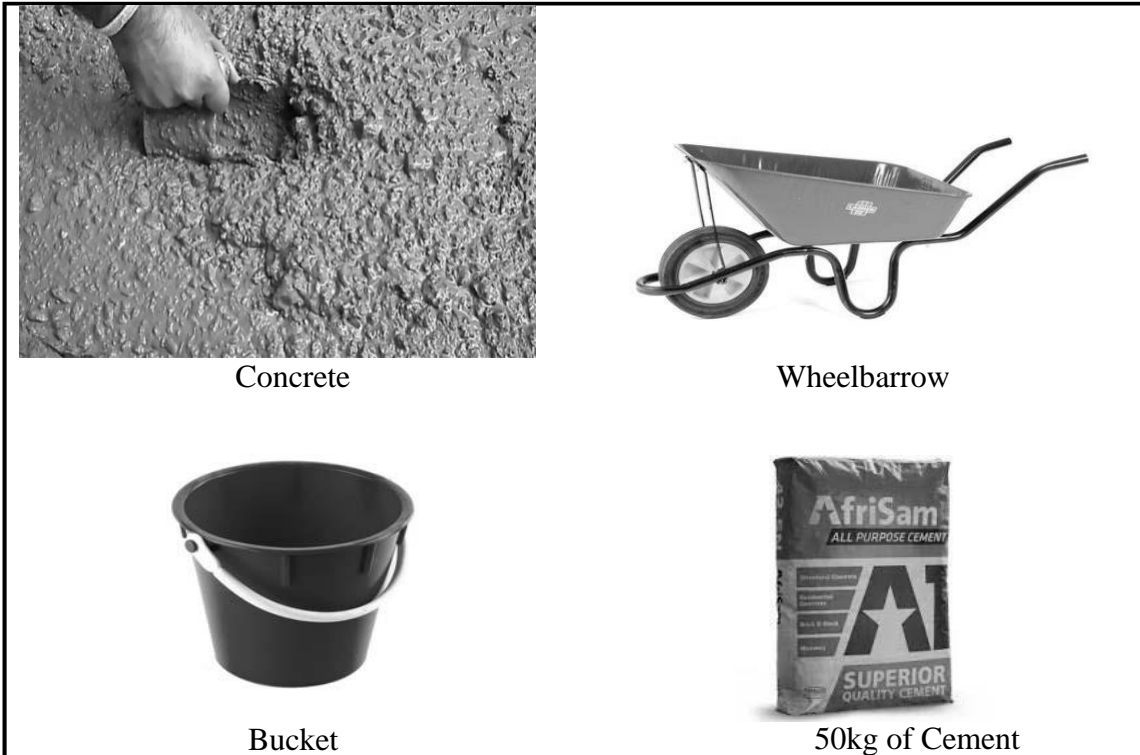 Concrete
Wheelbarrow
AfriSam
ALL PURPOSE CEMENT
A1
SUPERIOR
QUALITY CEMENT
Bucket
50kg of Cement